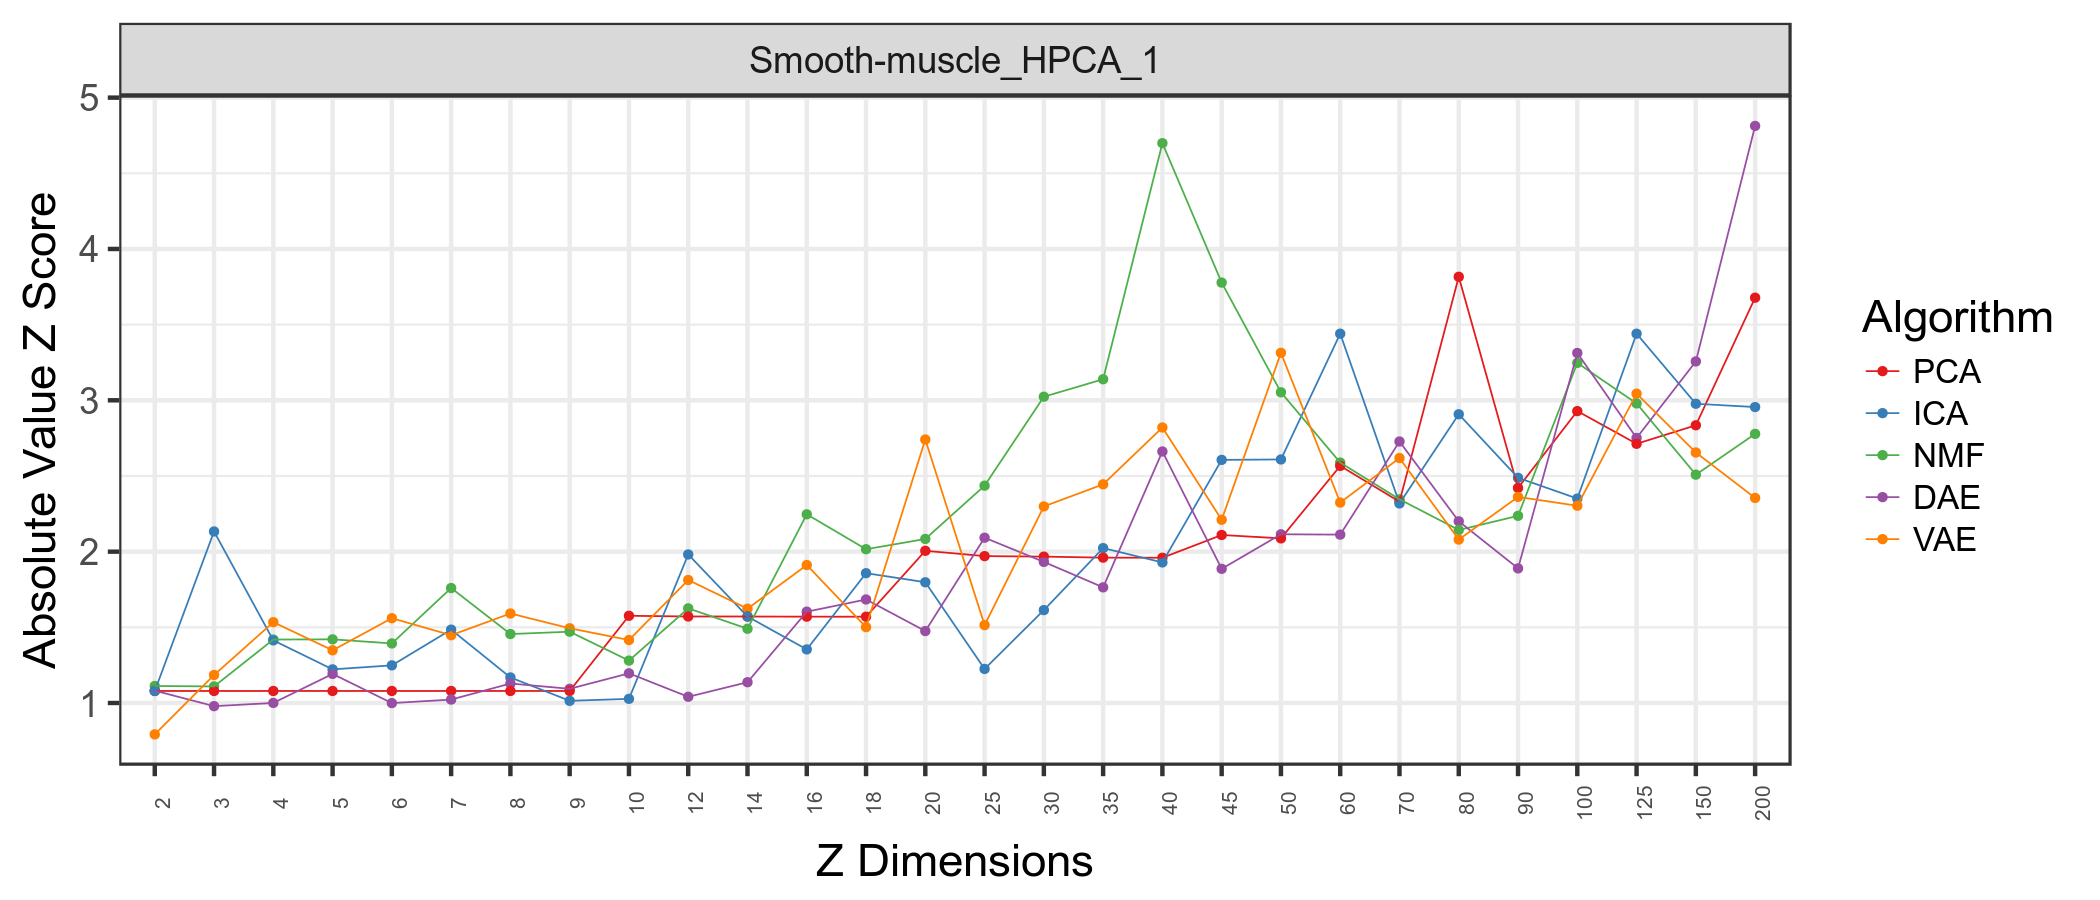 Smooth-muscle_HPCA_1
Absolute Value Z Score
5
4
3
2
1
2 3 4 5 6 7 8 9 10 12 14 16 18 20 25 30 35 40 45 50 60 70 80 90 100 125 150 200
Z Dimensions
Algorithm
PCA
ICA
NMF
DAE
VAE